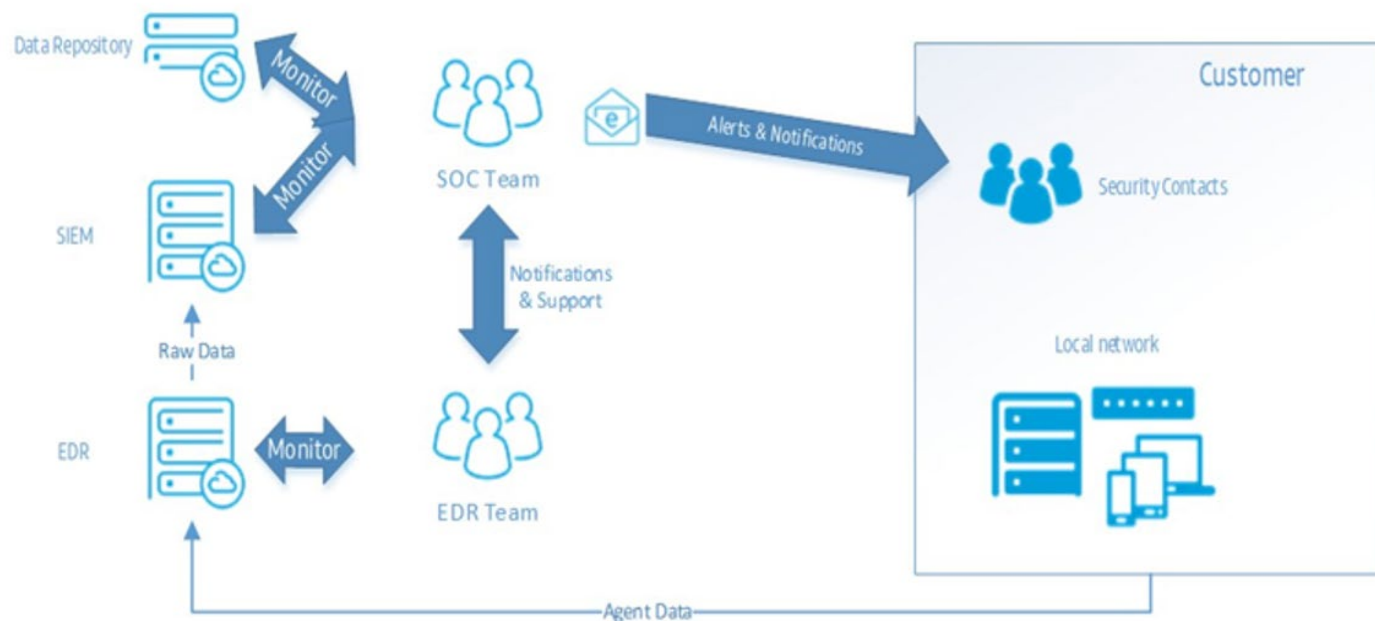 Data Repository
Monitor
Customer
Alerts & Notifications
Monitor
SOC Team
Security Contacts
SIEM
Notifications
& Support
Raw Data
Local network
EDR
Monitor
EDR Team
Agent Data
e